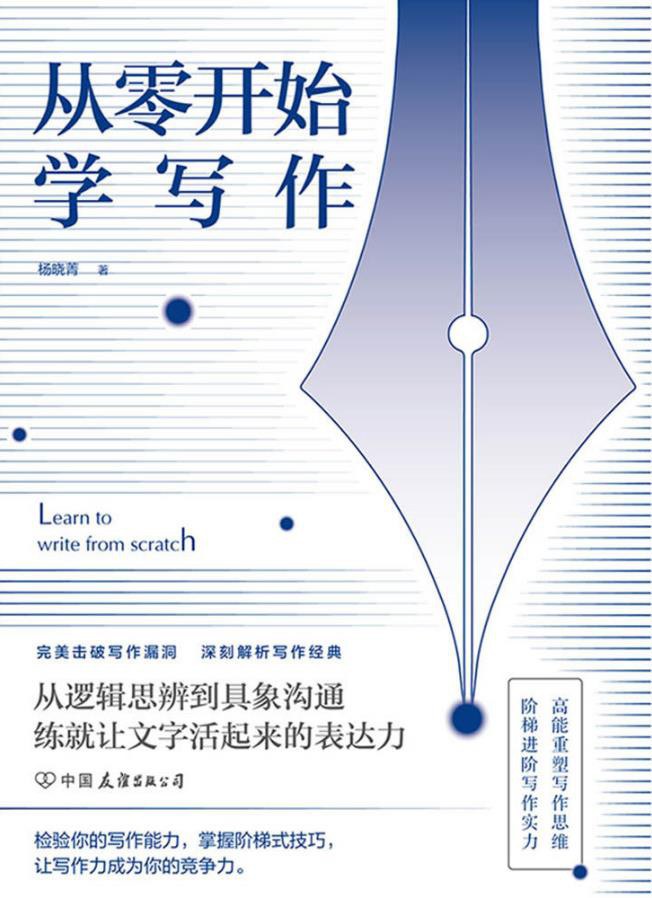 从零开始
学写作
杨晓菁 著
Learn to
write from scratch
完美击破写作漏洞 深刻解析写作经典
从逻辑思辨到具象沟通
练就让文字活起来的表达力
中国友谊出版公司
高能重塑写作思维
阶梯进阶写作实力
检验你的写作能力，掌握阶梯式技巧，
让写作力成为你的竞争力。